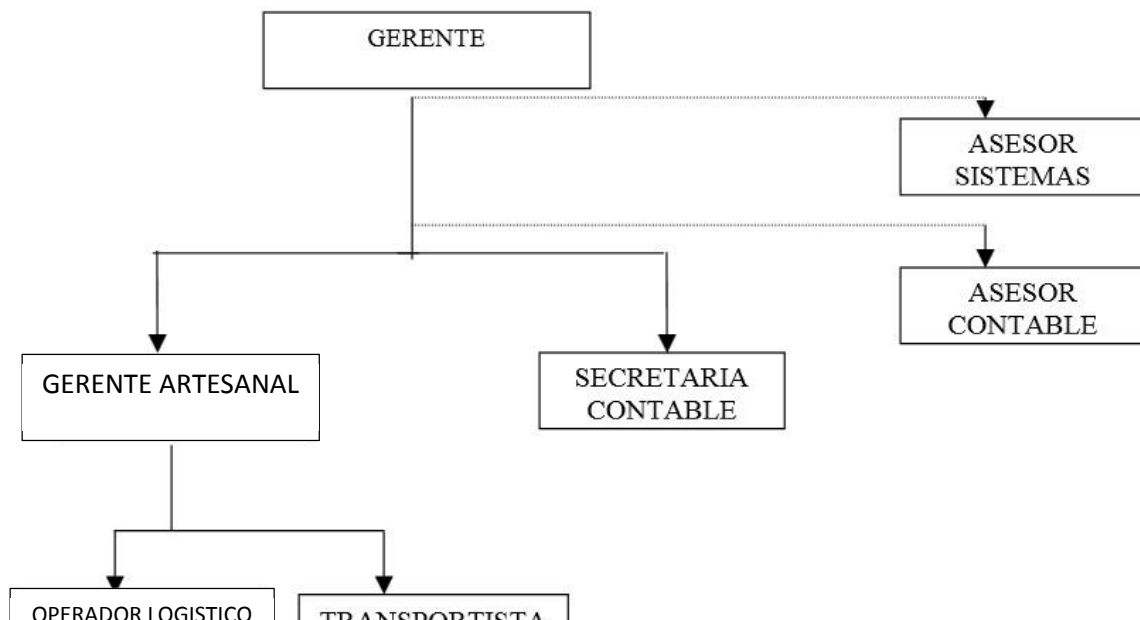 GERENTE
ASESOR
SISTEMAS
ASESOR
CONTABLE
GERENTE ARTESANAL
SECRETARIA
CONTABLE
OPERADOR LOGISTICO
TRANSPORTISTA